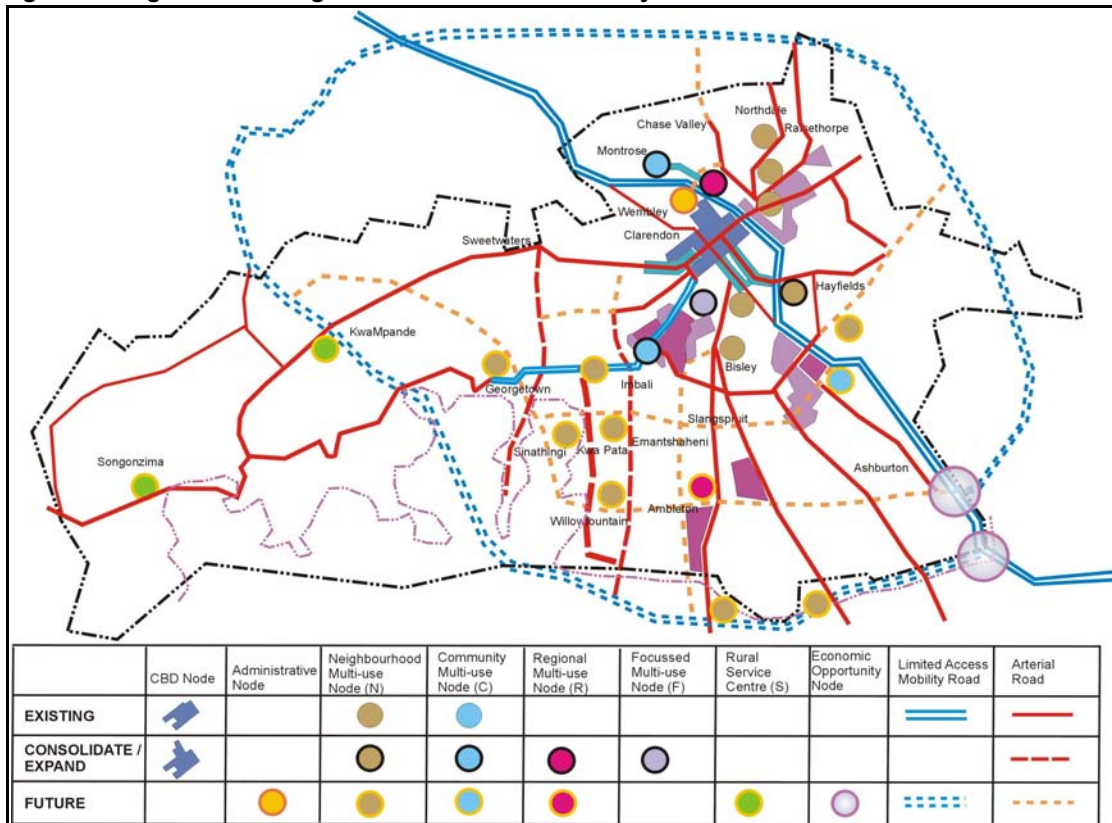 Northdale
Chase Valley
Raisethorpe
Montrose
Wembley
Clarendon
Sweetwaters
Hayfields
KwaMpande
Bisley
Georgetown
Imbali
Slangspruit
Emantshaheni
Sinathingi
Kwa Pata
Songonzima
Ashburton
Ambleton
Willowfountain
CBD Node
Administrative
Node
Neighbourhood
Multi-use
Node (N)
Community
Multi-use
Node (C)
Regional
Multi-use
Node (R)
Focussed
Multi-use
Node (F)
Rural
Service
Centre (S)
Economic
Opportunity
Node
Limited Access
Mobility Road
Arterial
Road
EXISTING
CONSOLIDATE /
EXPAND
FUTURE